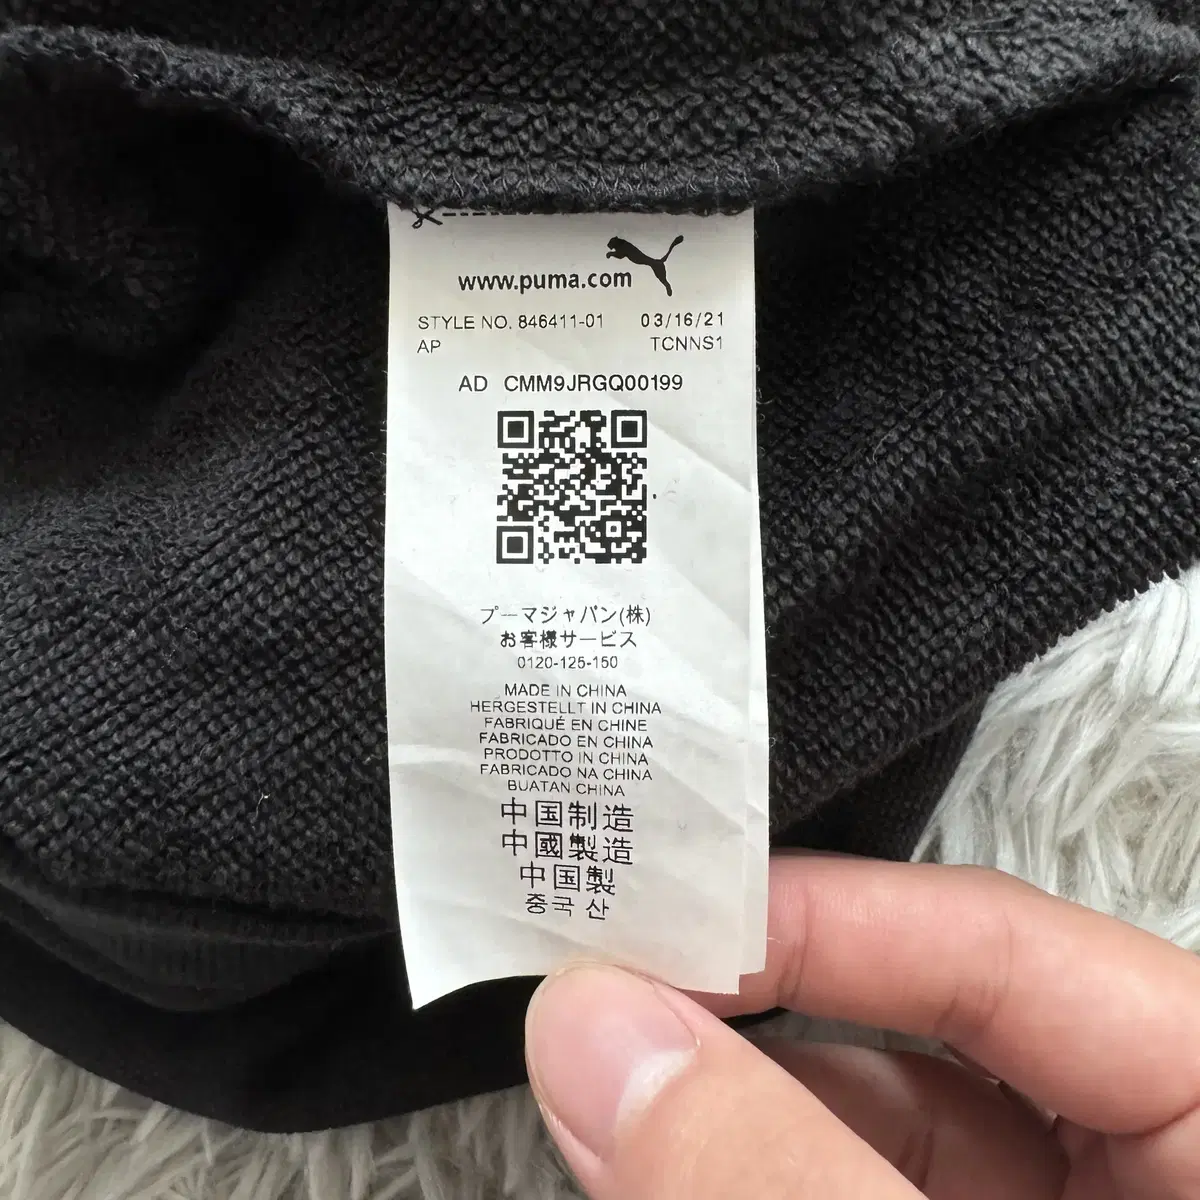 www.puma.com
STYLE NO. 846411-01 03/16/21
AP TCNNS1
AD CMM9JRGQ00199
プーマジャパン(株)
お客様サービス
0120-125-150
MADE IN CHINA
HERGESTELLT IN CHINA
FABRIQUÉ EN CHINE
FABRICADO EN CHINA
PRODOTTO IN CHINA
FABRICADO NA CHINA
BUATAN CHINA
中国制造
中國製造
中国製
중국 산